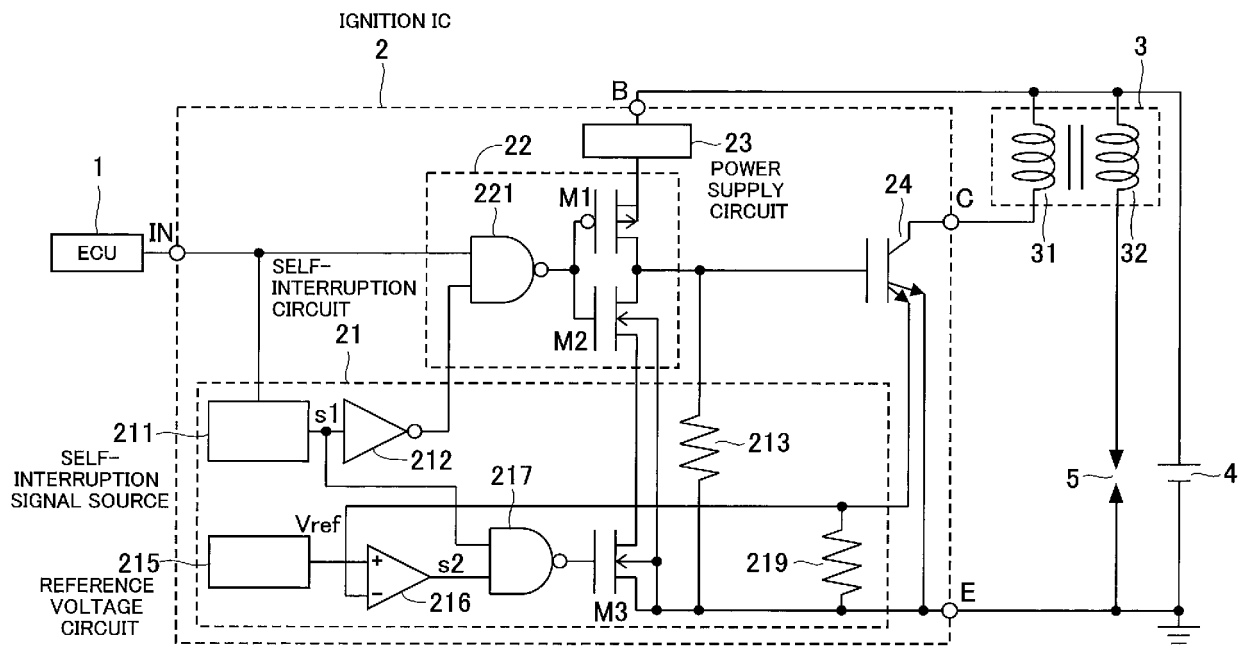 IGNITION IC
2
3
B
23
POWER
SUPPLY
CIRCUIT
22
221
M1
24
C
1
IN
ECU
31
32
SELF-
INTERRUPTION
CIRCUIT
M2
21
s1
211
212
213
SELF-
INTERRUPTION
SIGNAL SOURCE
217
5
4
Vref
s2
215
+
−
216
219
REFERENCE
VOLTAGE
CIRCUIT
M3
E